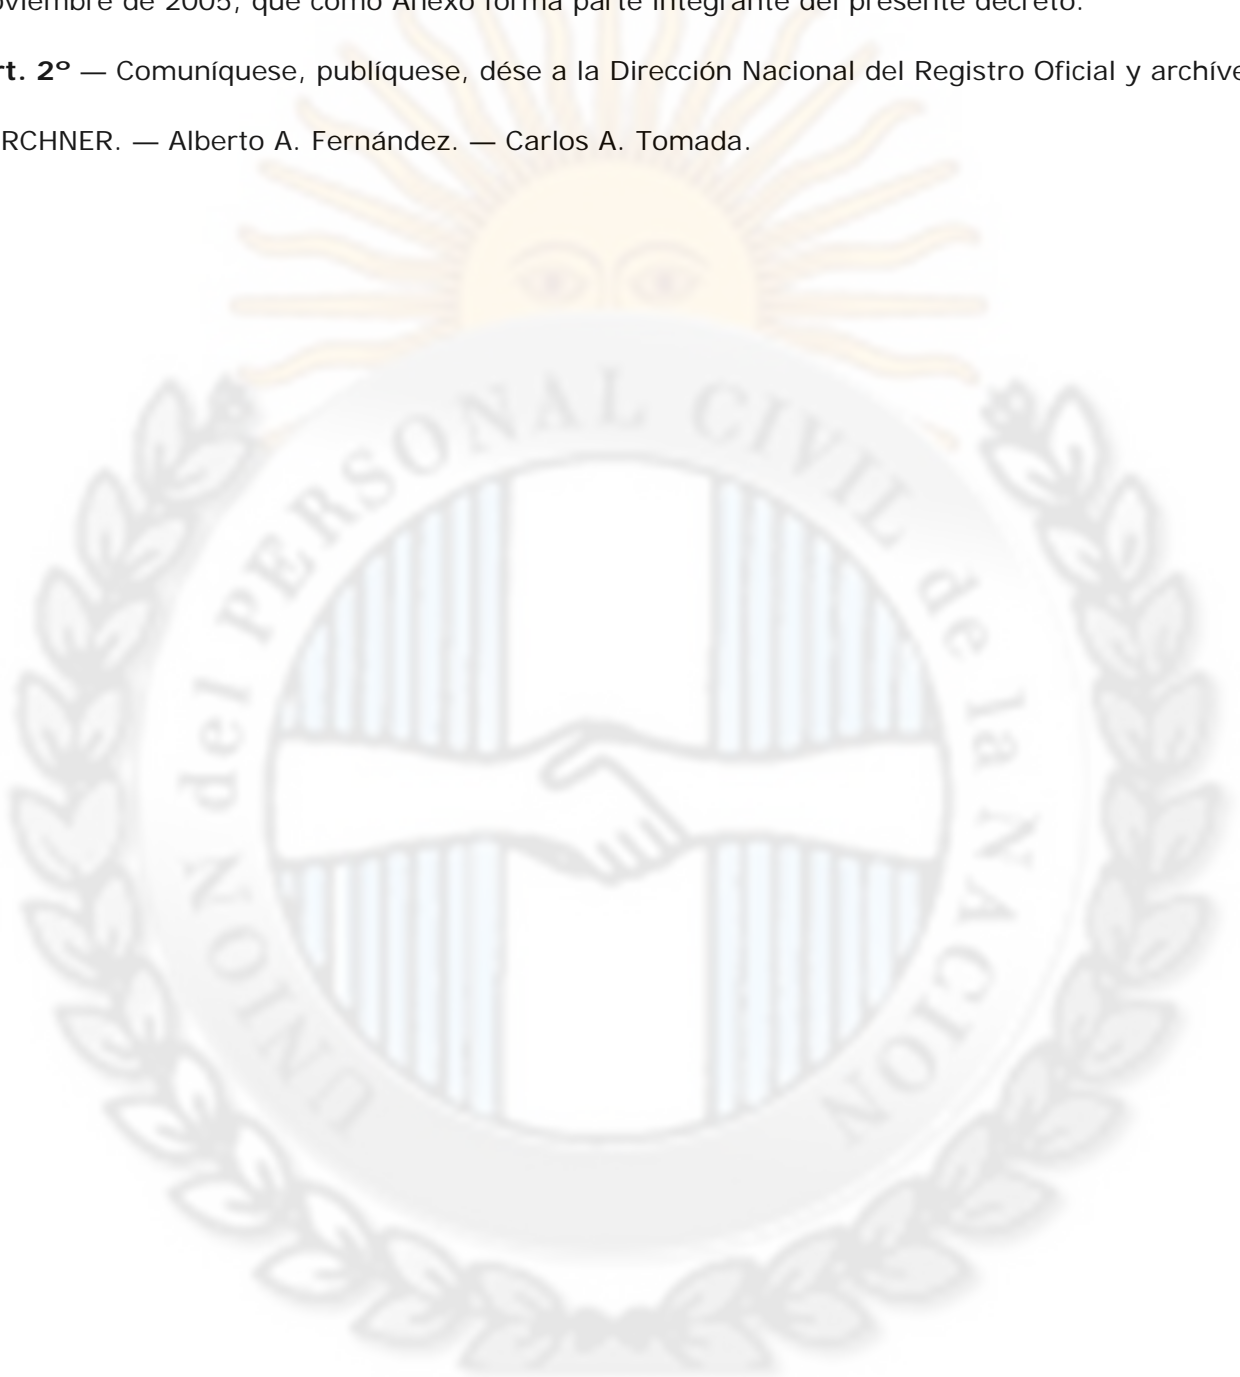 oviembre de 2005, que como Anexo forma parte integrante del presente decreto.
rt. 2º — Comuníquese, publíquese, dése a la Dirección Nacional del Registro Oficial y archíve
RCHNER. — Alberto A. Fernández. — Carlos A. Tomada.
UNION del PERSONAL CIVIL de la NACION